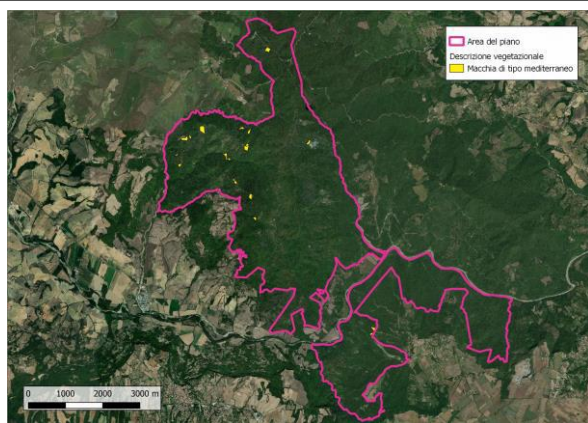 Area del piano
Descrizione vegetazionale
Macchia di tipo mediterraneo
0 1000 2000 3000 m